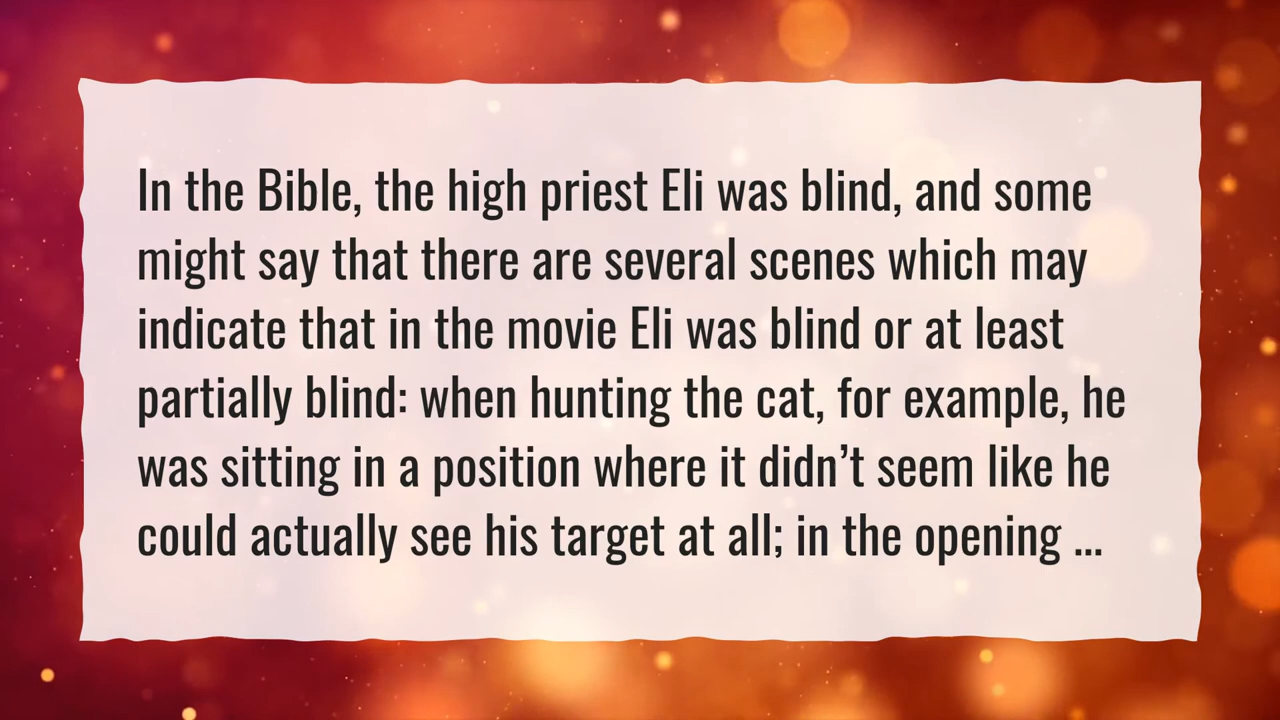 In the Bible, the high priest Eli was blind, and some
might say that there are several scenes which may
indicate that in the movie Eli was blind or at least
partially blind: when hunting the cat, for example, he
was sitting in a position where it didn’t seem like he
could actually see his target at all; in the opening ...